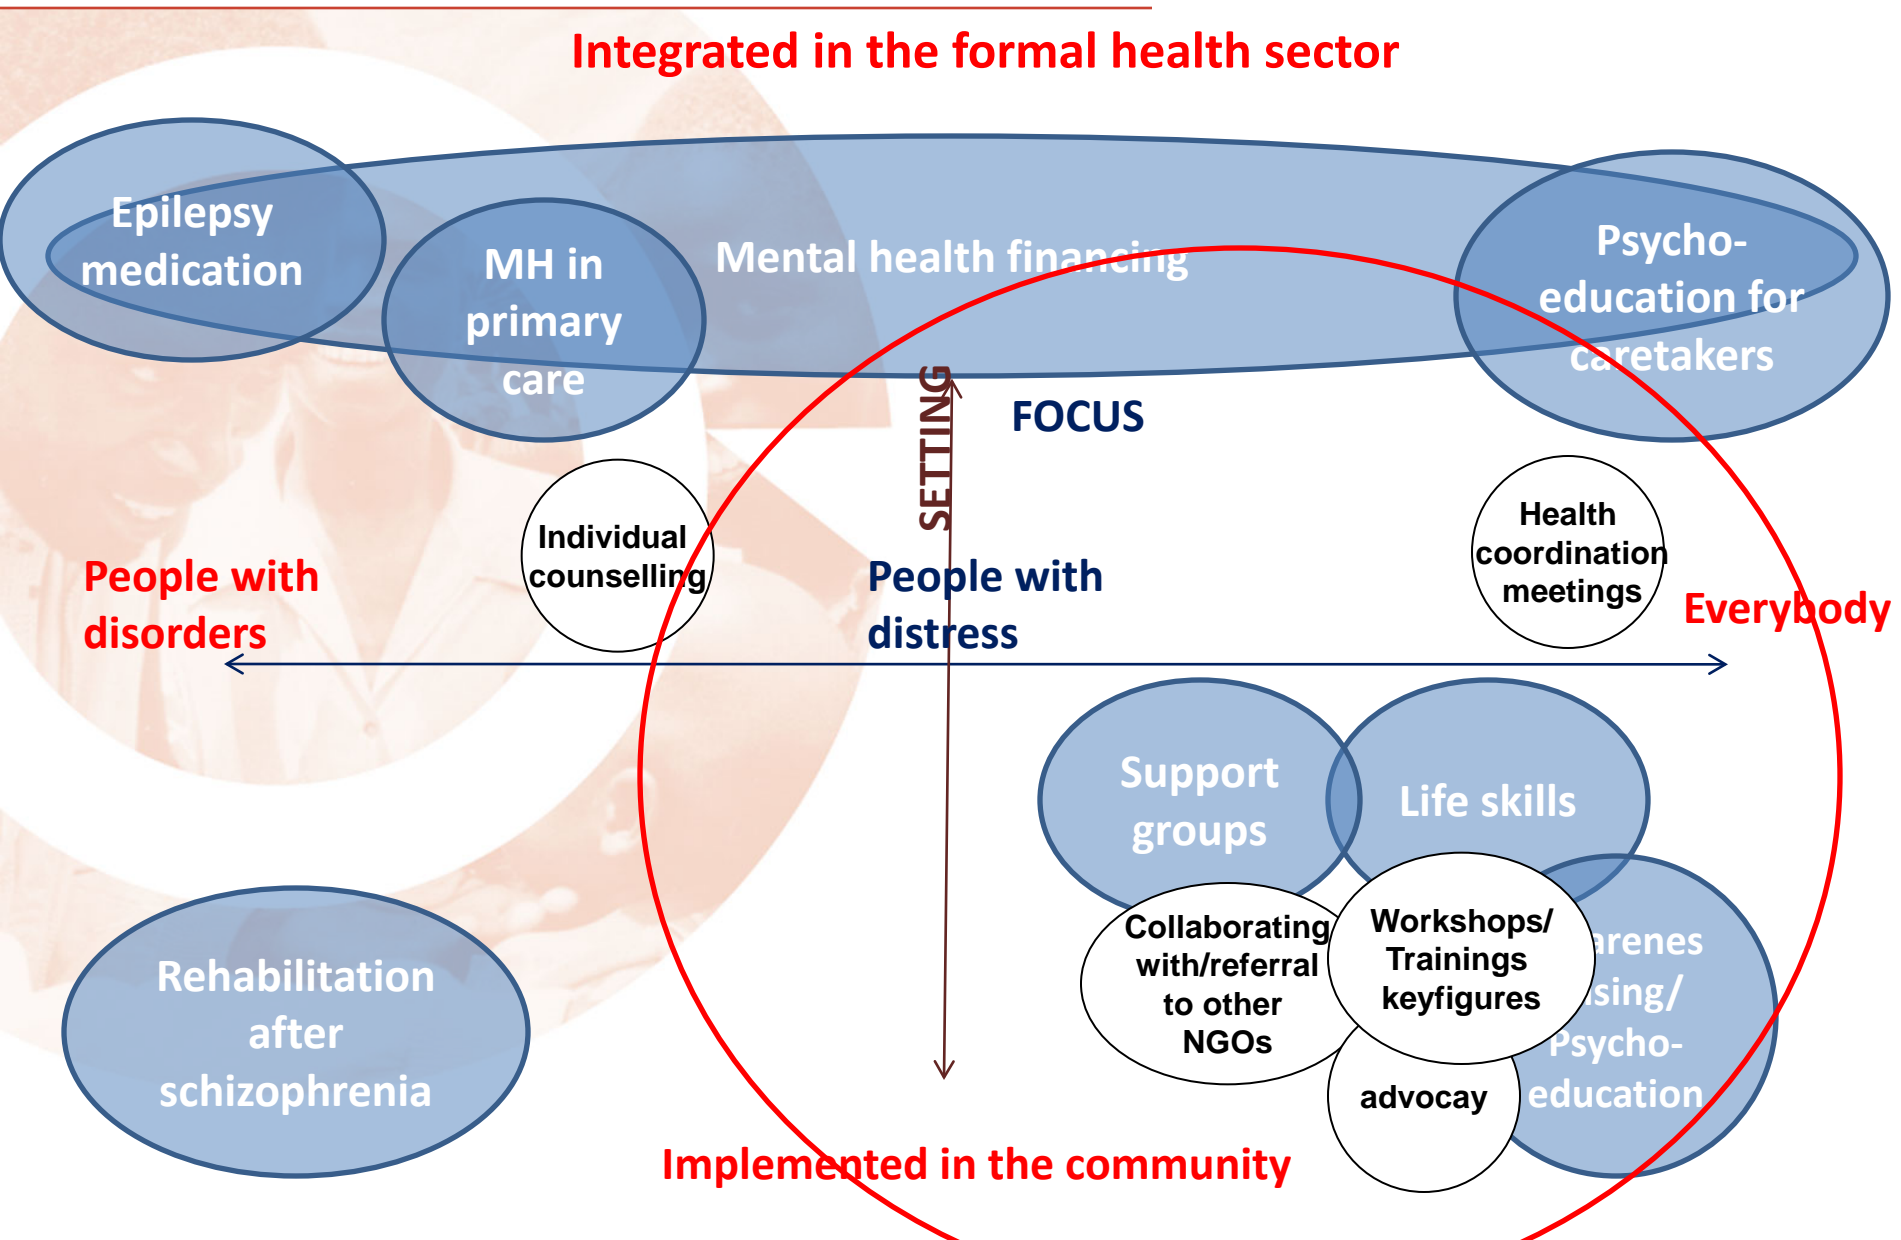 Integrated in the formal health sector
Epilepsy
medication
MH in
primary
care
Mental health financing
Psycho-
education for
caretakers
SETTING
FOCUS
Individual
counselling
Health
coordination
meetings
People with
disorders
People with
distress
Everybody
Support
groups
Life skills
Collaborating
with/referral
to other
NGOs
Workshops/
Trainings
keyfigures
arenes
sing/
Psycho-
education
advocay
Rehabilitation
after
schizophrenia
Implemented in the community